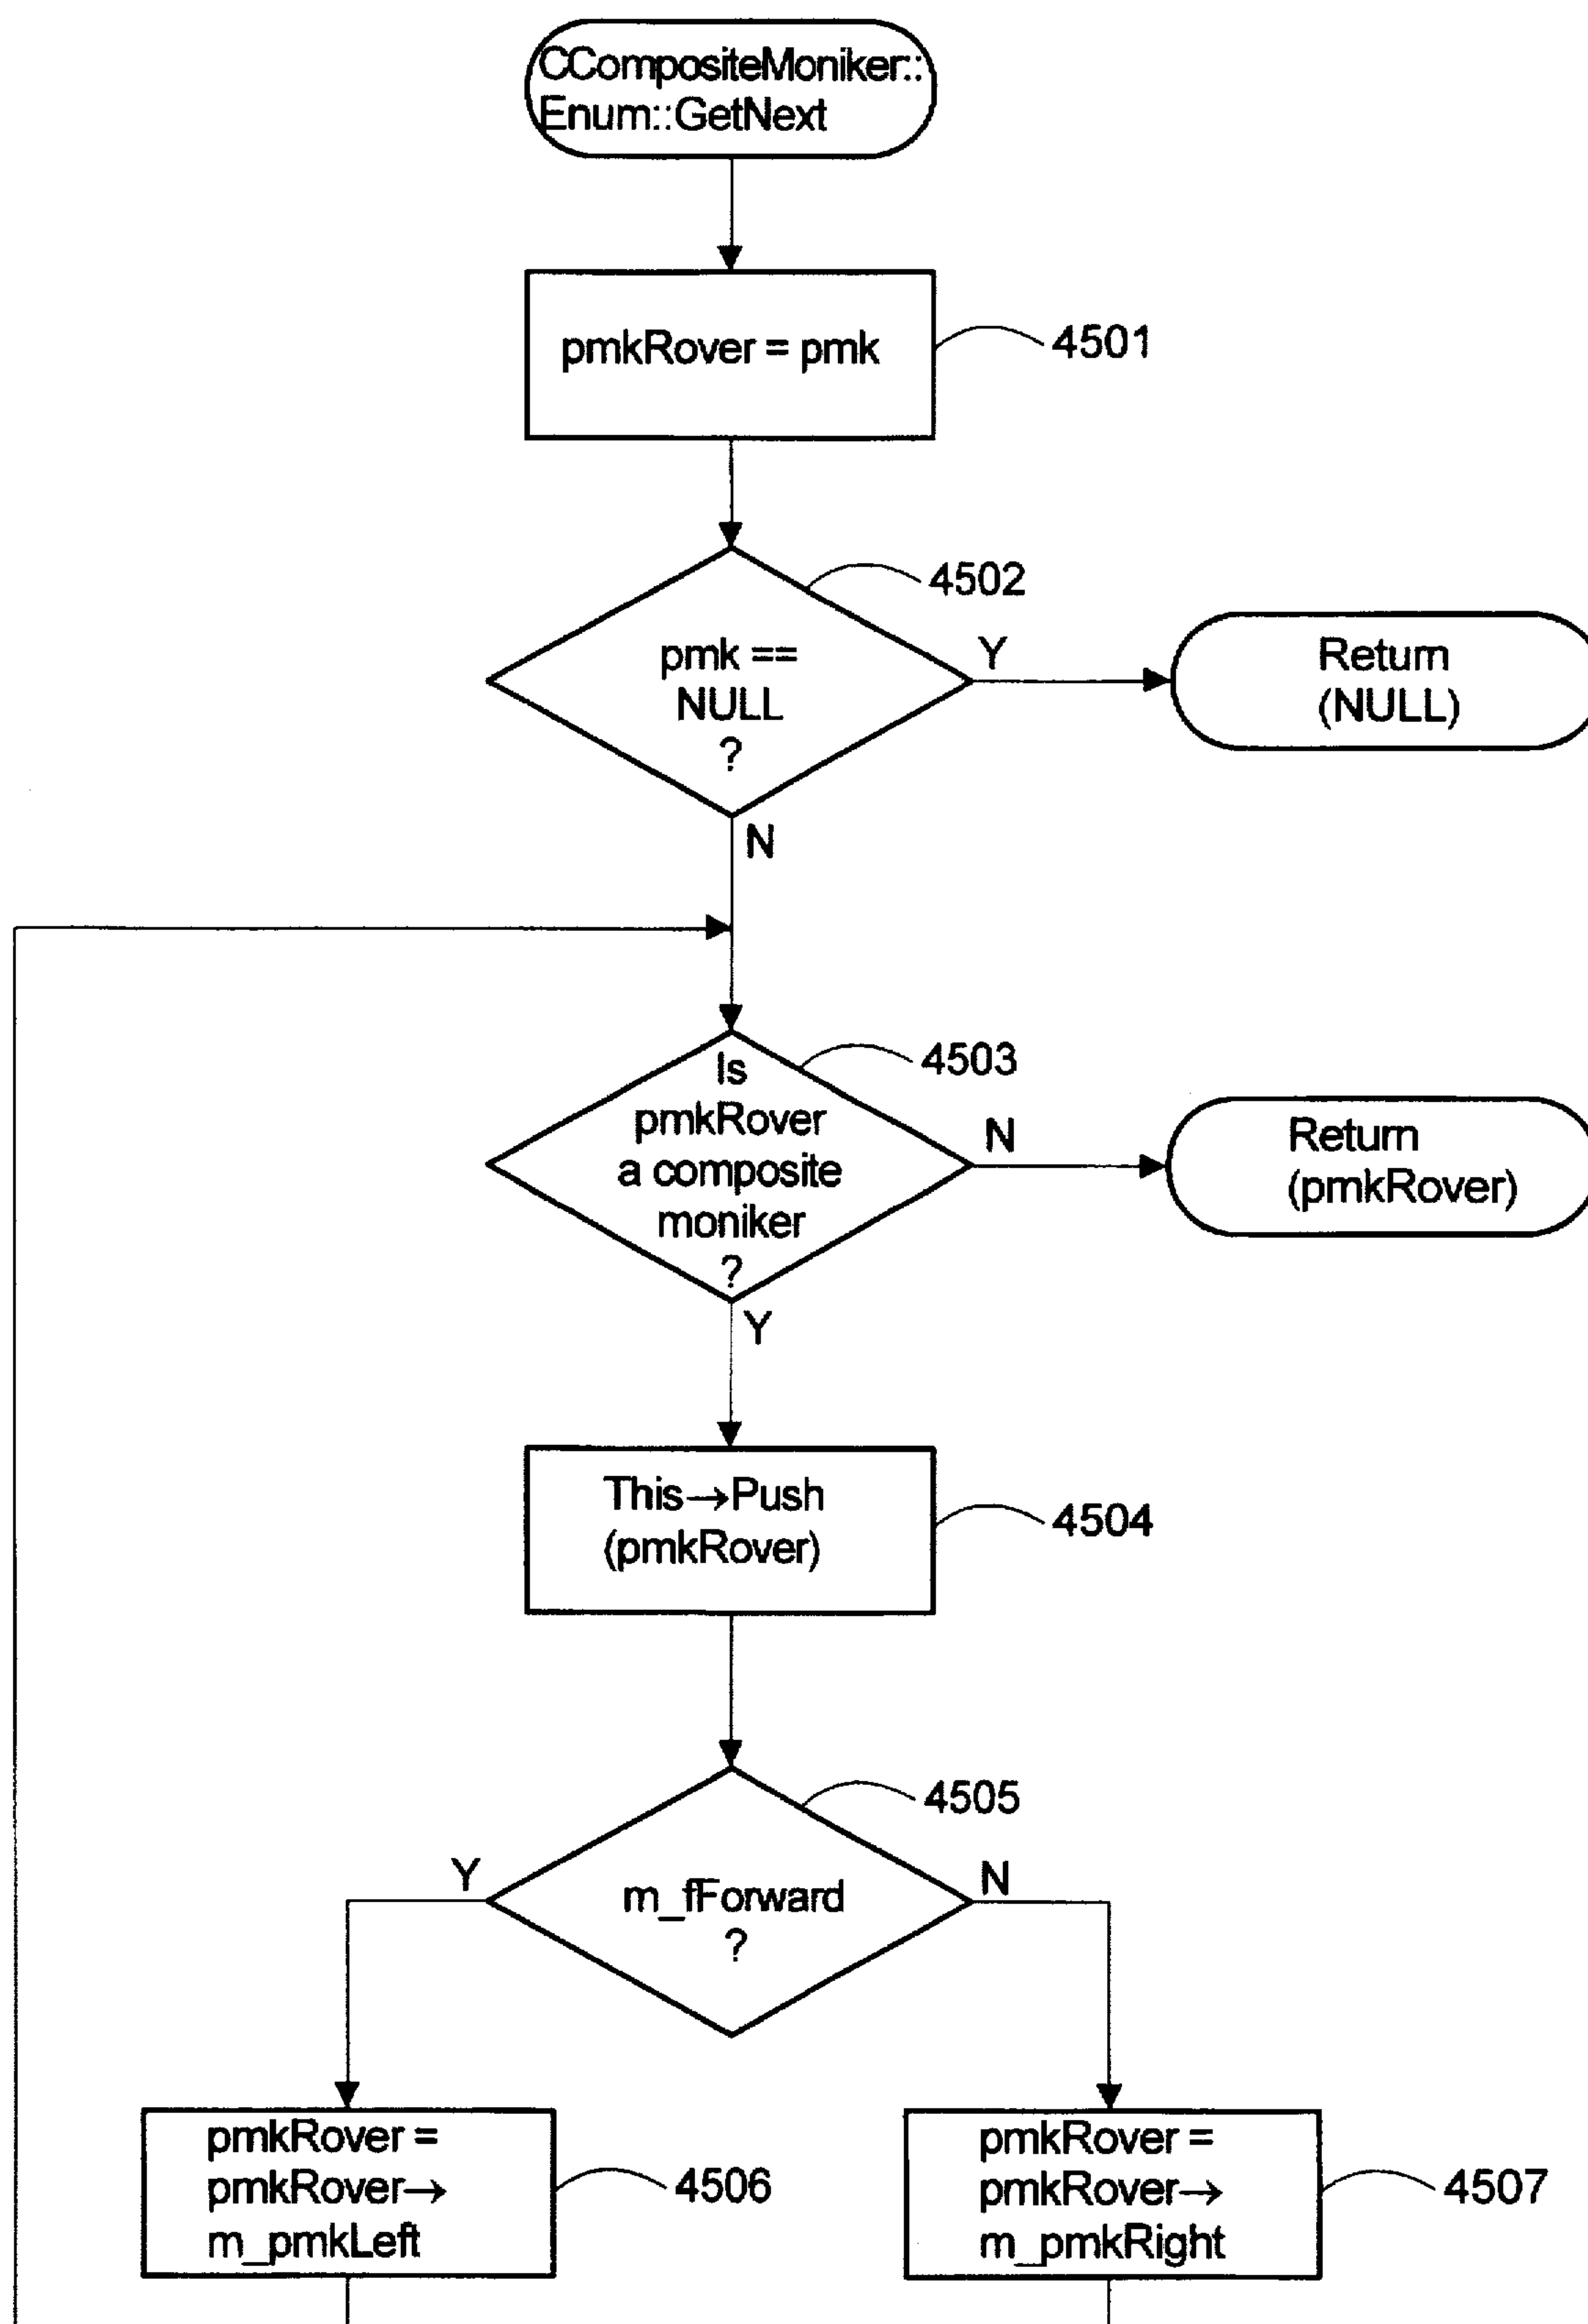 CCompositeMoniker::
Enum::GetNext
pmkRover = pmk
4501
4502
pmk ==
NULL
?
Y
Return
(NULL)
N
4503
Is
pmkRover
a composite
moniker
?
N
Return
(pmkRover)
Y
This→Push
(pmkRover)
4504
4505
Y
m_fForward
?
N
pmkRover =
pmkRover→
m_pmkLeft
4506
pmkRover =
pmkRover→
m_pmkRight
4507